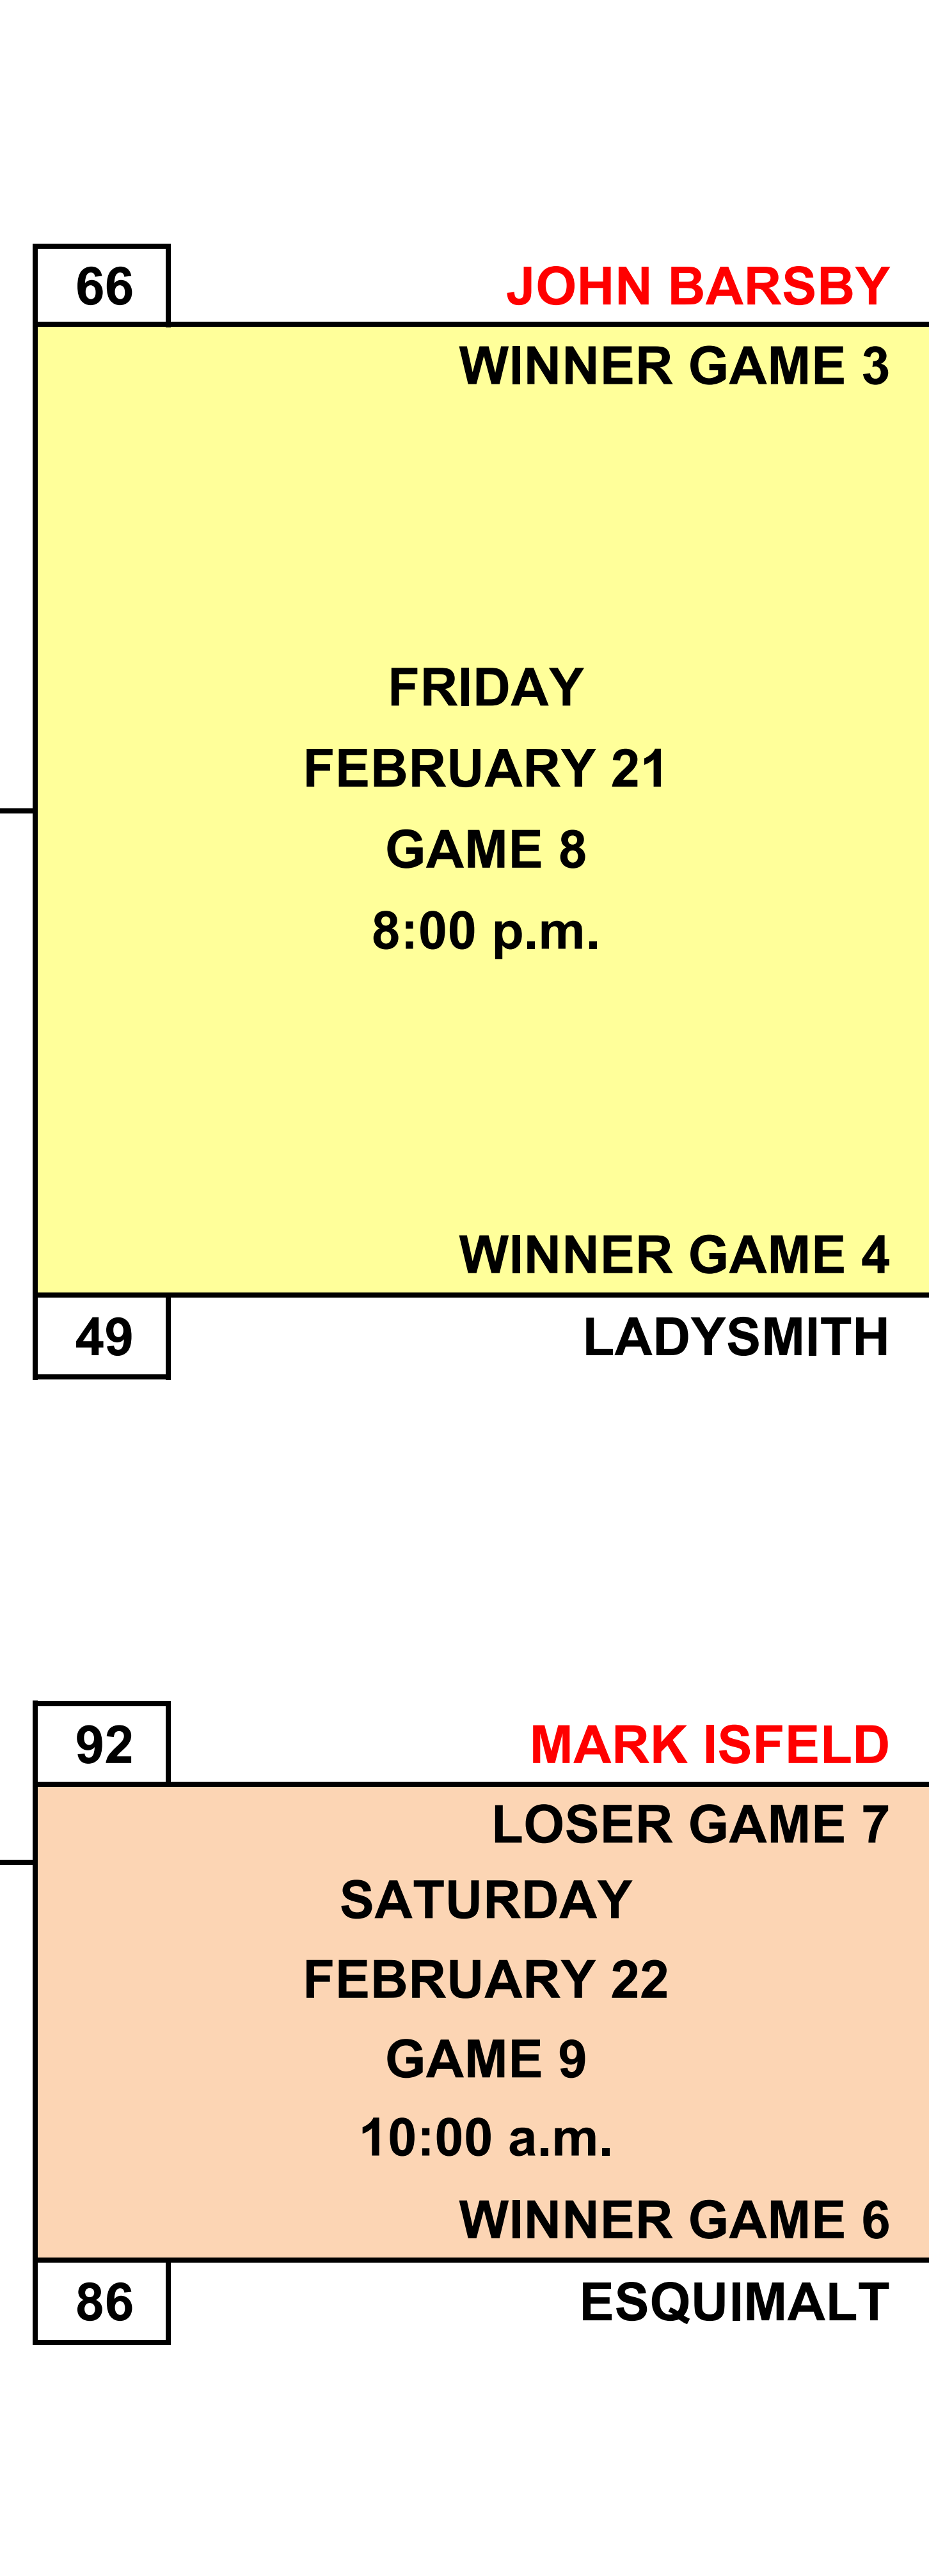 66 JOHN BARSBY
WINNER GAME 3
FRIDAY
FEBRUARY 21
GAME 8
8:00 p.m.
WINNER GAME 4
49 LADYSMITH
92 MARK ISFELD
LOSER GAME 7
SATURDAY
FEBRUARY 22
GAME 9
10:00 a.m.
WINNER GAME 6
86 ESQUIMALT